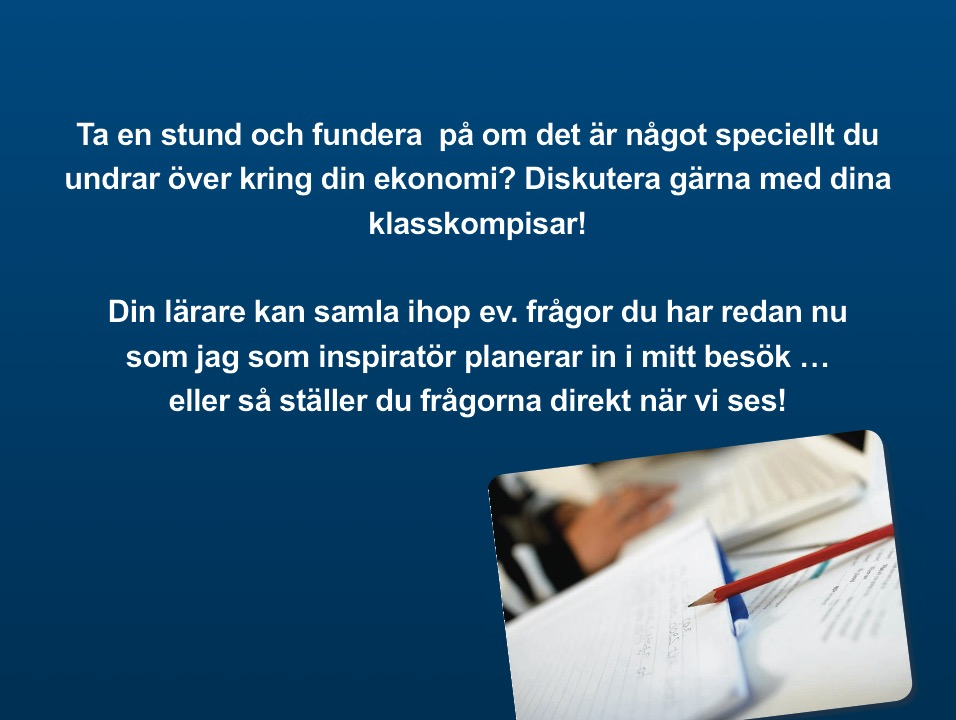 Ta en stund och fundera  på om det är något speciellt du
undrar över kring din ekonomi? Diskutera gärna med dina
klasskompisar!
Din lärare kan samla ihop ev. frågor du har redan nu
som jag som inspiratör planerar in i mitt besök …
eller så ställer du frågorna direkt när vi ses!